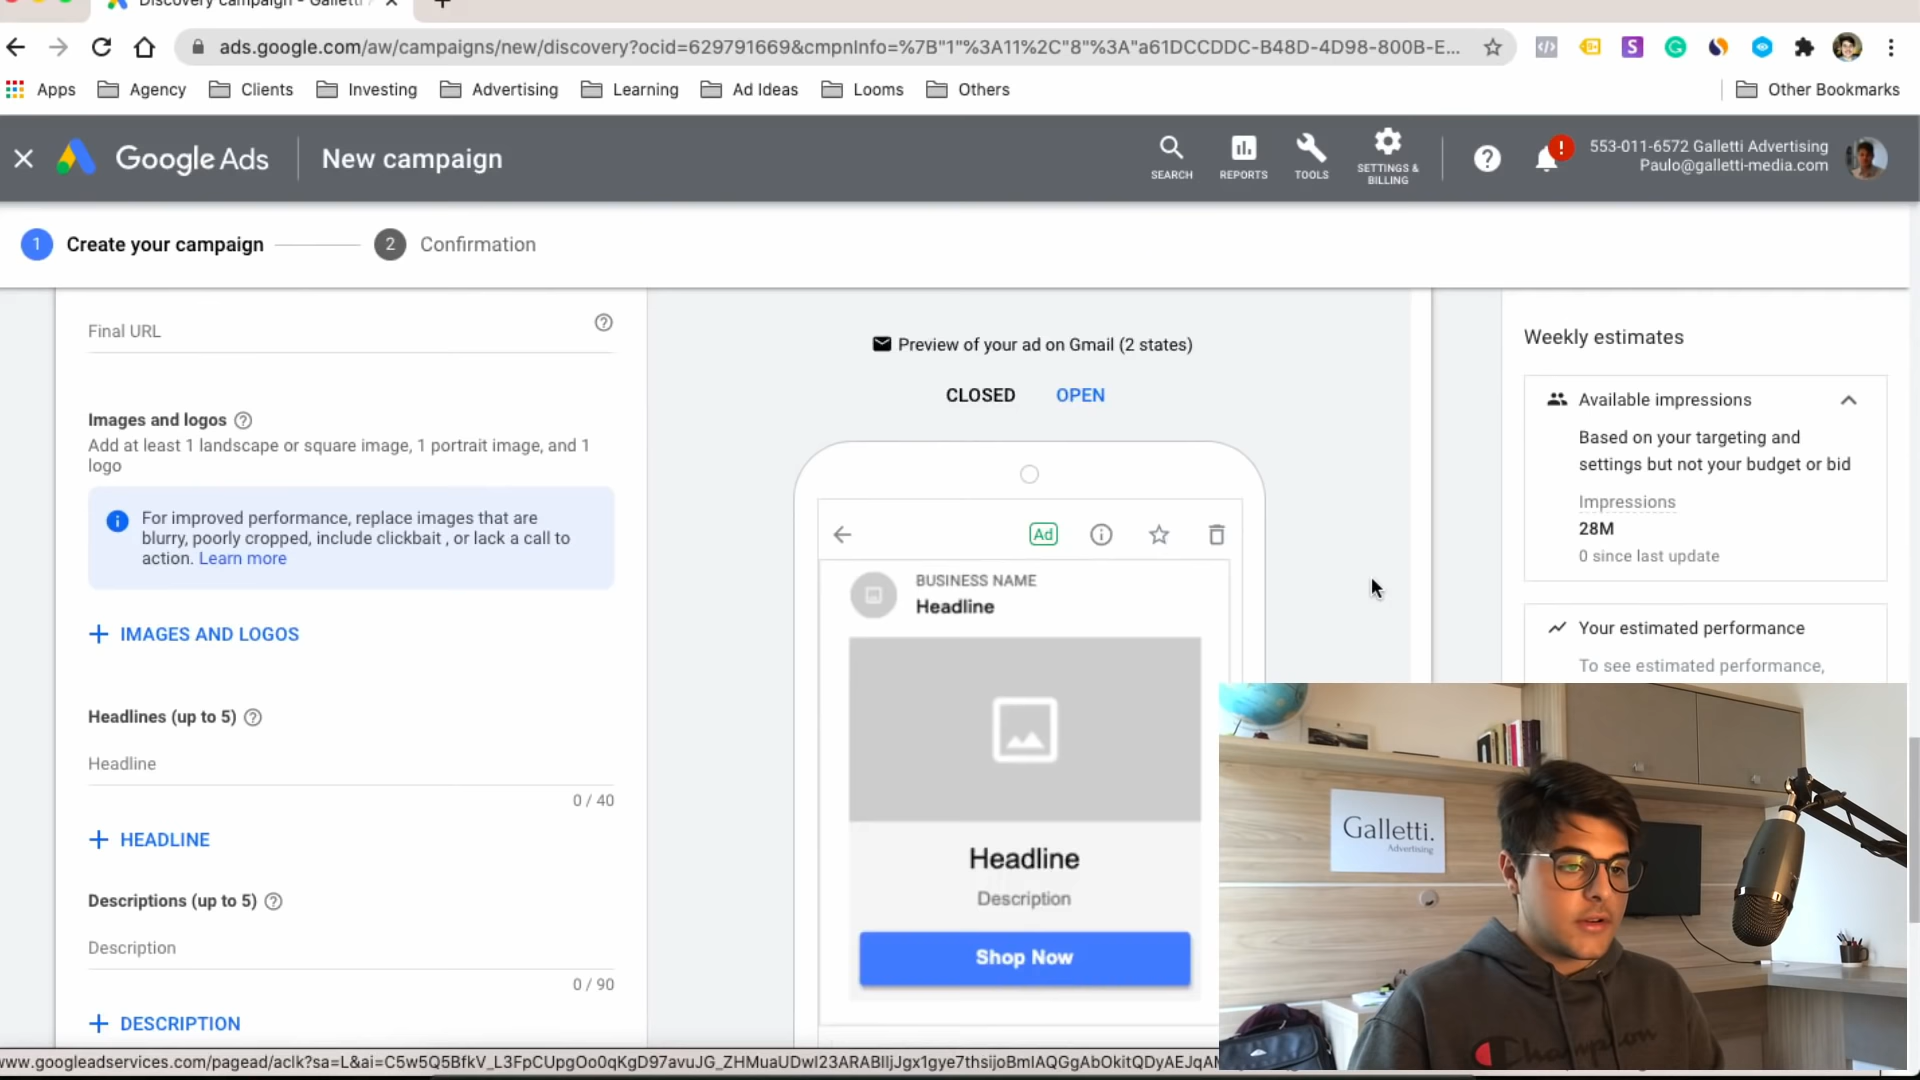 Discovery campaign - Galletti
ads.google.com/aw/campaigns/new/discovery?ocid=629791669&cmpnInfo=%7B"1"%3A11%2C"8"%3A"a61DCCDDC-B48D-4D98-800B-E...
Apps Agency Clients Investing Advertising Learning Ad Ideas Looms Others Other Bookmarks
Google Ads New campaign
SEARCH REPORTS TOOLS SETTINGS & BILLING
553-011-6572 Galletti Advertising
Paulo@galletti-media.com
1 Create your campaign 2 Confirmation
Final URL
Images and logos
Add at least 1 landscape or square image, 1 portrait image, and 1
logo
For improved performance, replace images that are
blurry, poorly cropped, include clickbait , or lack a call to
action. Learn more
+ IMAGES AND LOGOS
Headlines (up to 5)
Headline
0 / 40
+ HEADLINE
Descriptions (up to 5)
Description
0 / 90
+ DESCRIPTION
Preview of your ad on Gmail (2 states)
CLOSED OPEN
Ad
BUSINESS NAME
Headline
Headline
Description
Shop Now
Weekly estimates
Available impressions
Based on your targeting and
settings but not your budget or bid
Impressions
28M
0 since last update
Your estimated performance
To see estimated performance,
Galletti.
Advertising
Champion